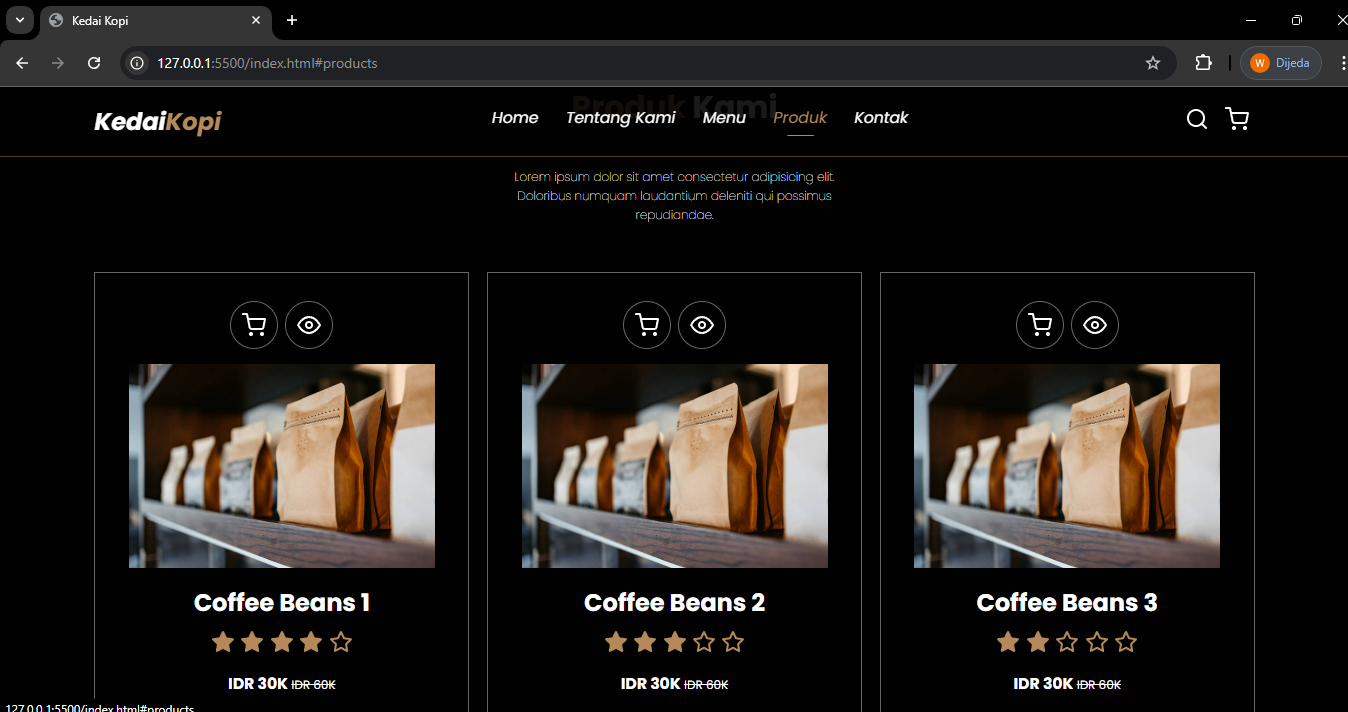 Kedai Kopi
127.0.0.1:5500/index.html#products
W Dijeda
KedaiKopi
Home Tentang Kami Menu Produk Kontak
Produk Kami
Lorem ipsum dolor sit amet consectetur adipisicing elit.
Doloribus numquam laudantium deleniti qui possimus
repudiandae.
Coffee Beans 1
IDR 30K IDR 60K
Coffee Beans 2
IDR 30K IDR 60K
Coffee Beans 3
IDR 30K IDR 60K
127.0.0.1:5500/index.html#products